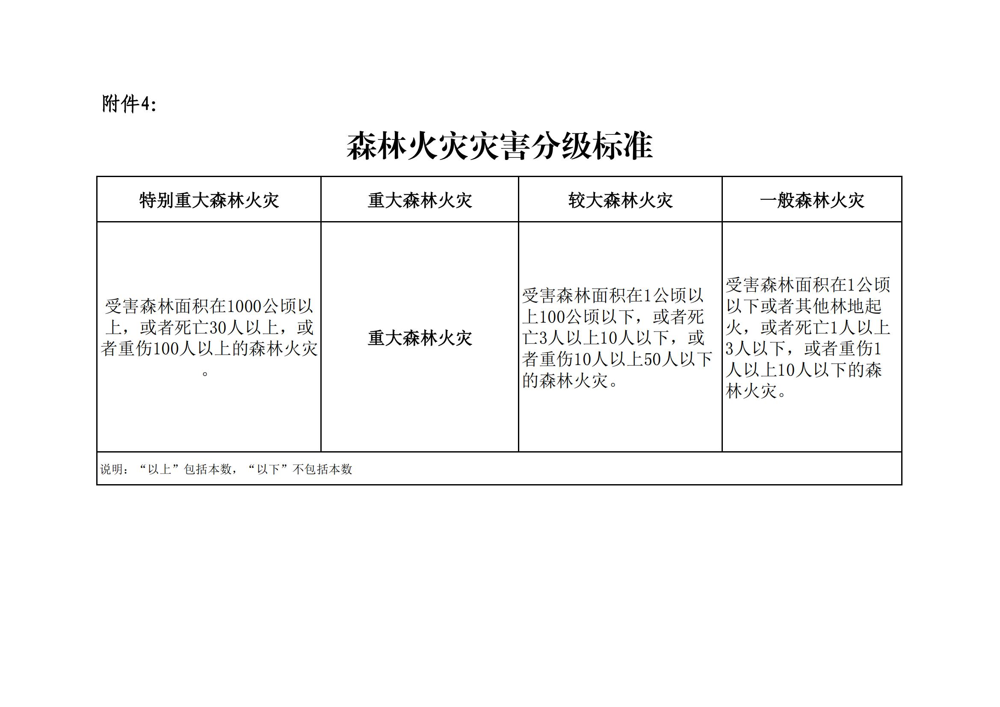 附件4:
森林火灾灾害分级标准
特别重大森林火灾
重大森林火灾
较大森林火灾
一般森林火灾
受害森林面积在1000公顷以
上，或者死亡30人以上，或
者重伤100人以上的森林火灾
。
重大森林火灾
受害森林面积在1公顷以
上100公顷以下，或者死
亡3人以上10人以下，或
者重伤10人以上50人以下
的森林火灾。
受害森林面积在1公顷
以下或者其他林地起
火，或者死亡1人以上
3人以下，或者重伤1
人以上10人以下的森
林火灾。
说明：“以上”包括本数，“以下”不包括本数